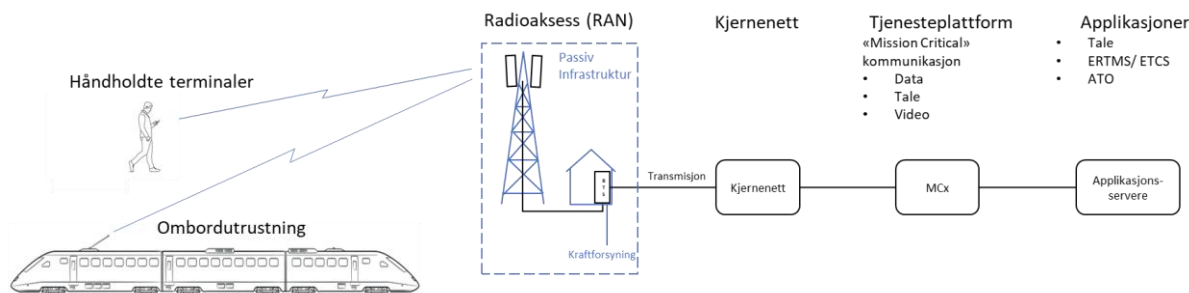 Radioaksess (RAN)
Kjernenett
Tjenesteplattform
Applikasjoner
«Mission Critical»
kommunikasjon
• Data
• Tale
• Video
• Tale
• ERTMS/ ETCS
• ATO
Passiv
Infrastruktur
Håndholdte terminaler
Transmisjon
BTS
Kjernenett
MCx
Applikasjons-
servere
Ombordutrustning
Kraftforsyning